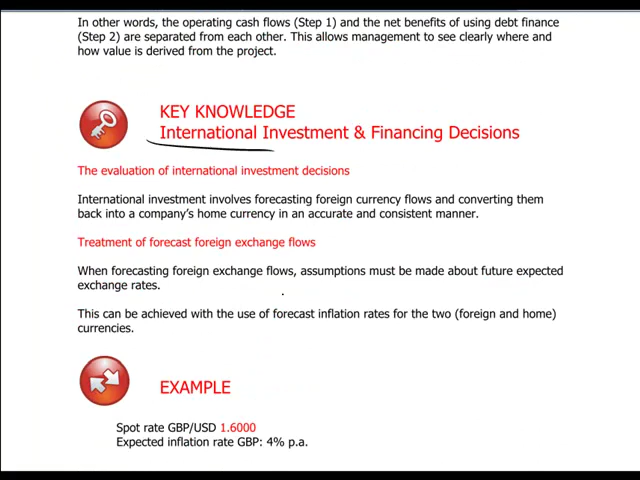 In other words, the operating cash flows (Step 1) and the net benefits of using debt finance
(Step 2) are separated from each other. This allows management to see clearly where and
how value is derived from the project.
KEY KNOWLEDGE
International Investment & Financing Decisions
The evaluation of international investment decisions
International investment involves forecasting foreign currency flows and converting them
back into a company's home currency in an accurate and consistent manner.
Treatment of forecast foreign exchange flows
When forecasting foreign exchange flows, assumptions must be made about future expected
exchange rates.
This can be achieved with the use of forecast inflation rates for the two (foreign and home)
currencies.
EXAMPLE
Spot rate GBP/USD 1.6000
Expected inflation rate GBP: 4% p.a.